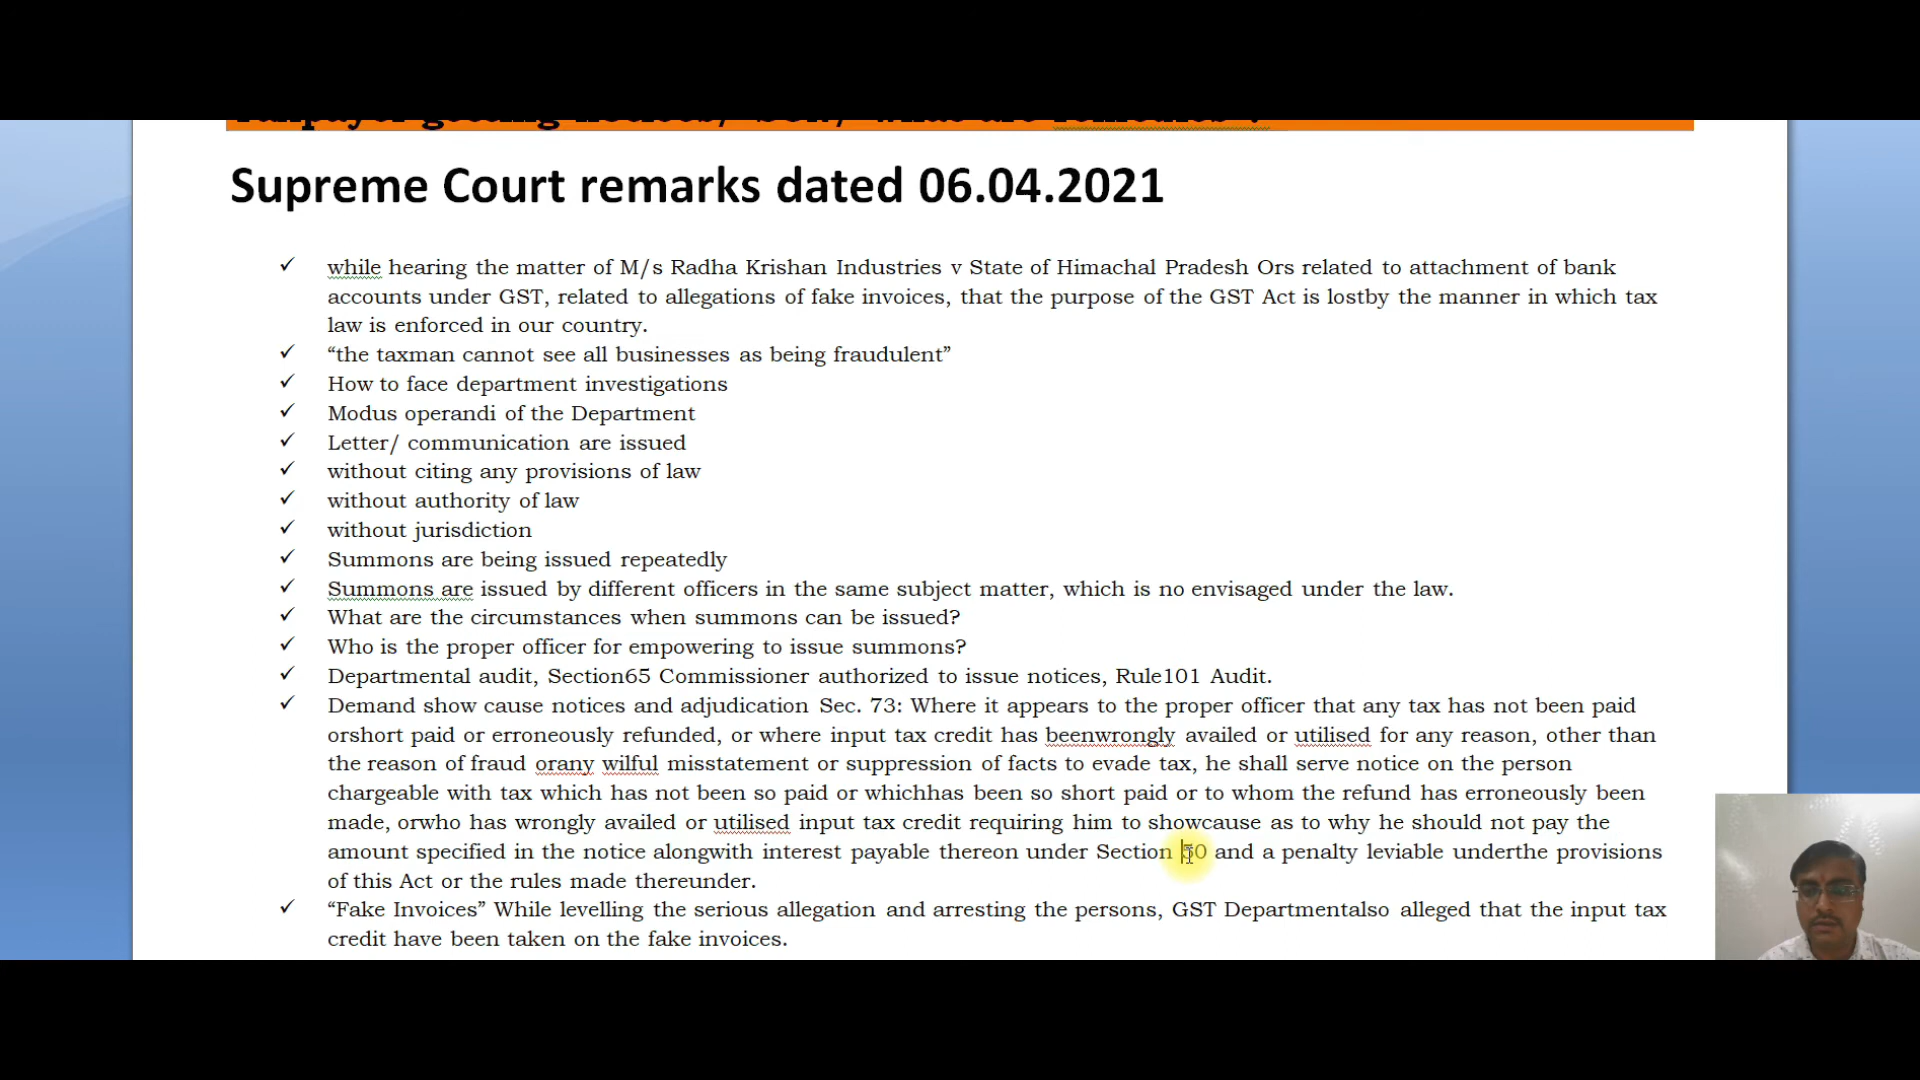 Taxpayer getting notices/ SCN/ what are remedies ?
Supreme Court remarks dated 06.04.2021
✓ while hearing the matter of M/s Radha Krishan Industries v State of Himachal Pradesh Ors related to attachment of bank
accounts under GST, related to allegations of fake invoices, that the purpose of the GST Act is lostby the manner in which tax
law is enforced in our country.
✓ “the taxman cannot see all businesses as being fraudulent”
✓ How to face department investigations
✓ Modus operandi of the Department
✓ Letter/ communication are issued
✓ without citing any provisions of law
✓ without authority of law
✓ without jurisdiction
✓ Summons are being issued repeatedly
✓ Summons are issued by different officers in the same subject matter, which is no envisaged under the law.
✓ What are the circumstances when summons can be issued?
✓ Who is the proper officer for empowering to issue summons?
✓ Departmental audit, Section65 Commissioner authorized to issue notices, Rule101 Audit.
✓ Demand show cause notices and adjudication Sec. 73: Where it appears to the proper officer that any tax has not been paid
orshort paid or erroneously refunded, or where input tax credit has beenwrongly availed or utilised for any reason, other than
the reason of fraud orany wilful misstatement or suppression of facts to evade tax, he shall serve notice on the person
chargeable with tax which has not been so paid or whichhas been so short paid or to whom the refund has erroneously been
made, orwho has wrongly availed or utilised input tax credit requiring him to showcause as to why he should not pay the
amount specified in the notice alongwith interest payable thereon under Section 50 and a penalty leviable underthe provisions
of this Act or the rules made thereunder.
✓ “Fake Invoices” While levelling the serious allegation and arresting the persons, GST Departmentalso alleged that the input tax
credit have been taken on the fake invoices.